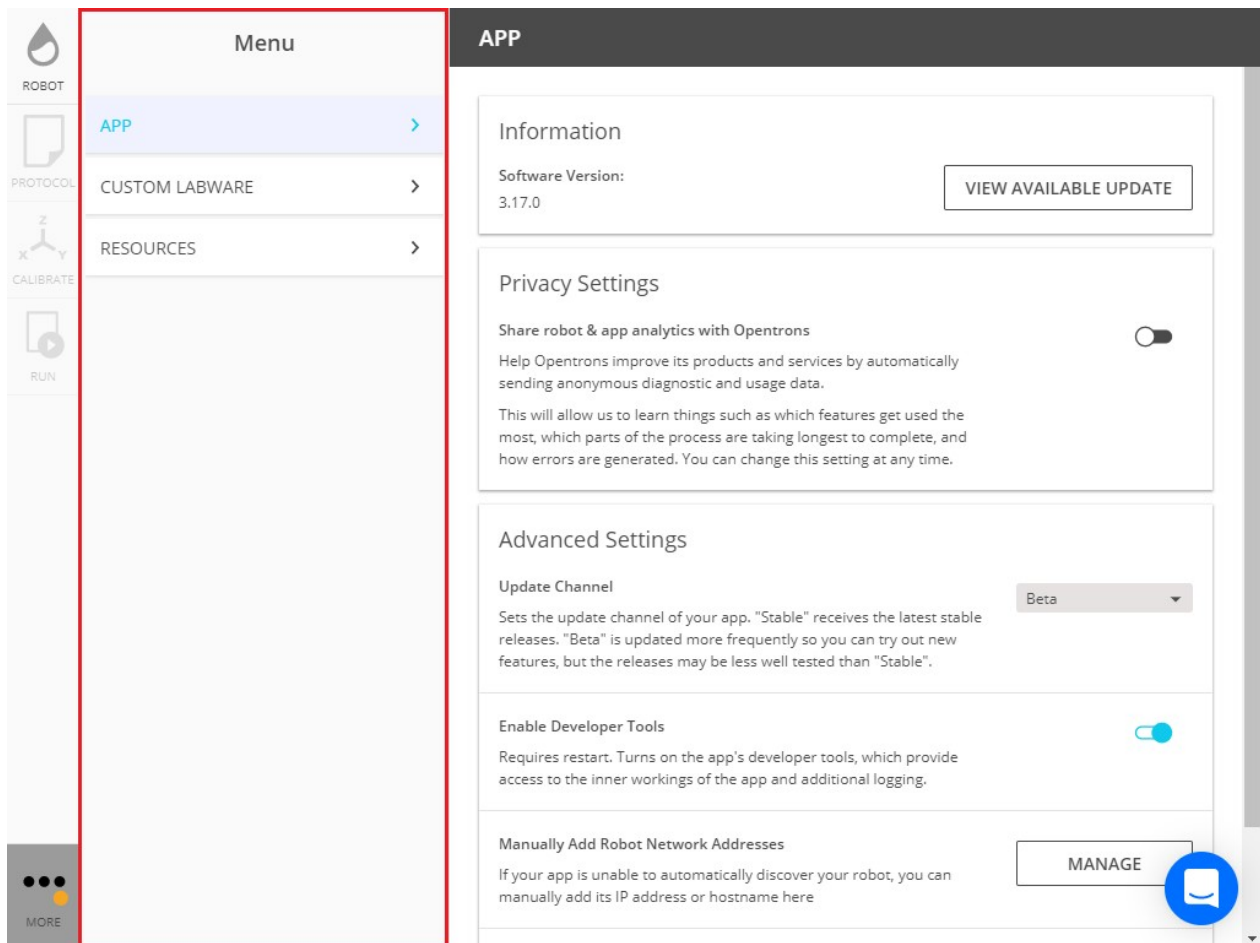 ROBOT
PROTOCOL
Z
X Y
CALIBRATE
RUN
MORE
Menu
APP
CUSTOM LABWARE
RESOURCES
APP
Information
Software Version:
3.17.0
VIEW AVAILABLE UPDATE
Privacy Settings
Share robot & app analytics with Opentrons
Help Opentrons improve its products and services by automatically
sending anonymous diagnostic and usage data.
This will allow us to learn things such as which features get used the
most, which parts of the process are taking longest to complete, and
how errors are generated. You can change this setting at any time.
Advanced Settings
Update Channel
Sets the update channel of your app. "Stable" receives the latest stable
releases. "Beta" is updated more frequently so you can try out new
features, but the releases may be less well tested than "Stable".
Beta
Enable Developer Tools
Requires restart. Turns on the app's developer tools, which provide
access to the inner workings of the app and additional logging.
Manually Add Robot Network Addresses
If your app is unable to automatically discover your robot, you can
manually add its IP address or hostname here
MANAGE